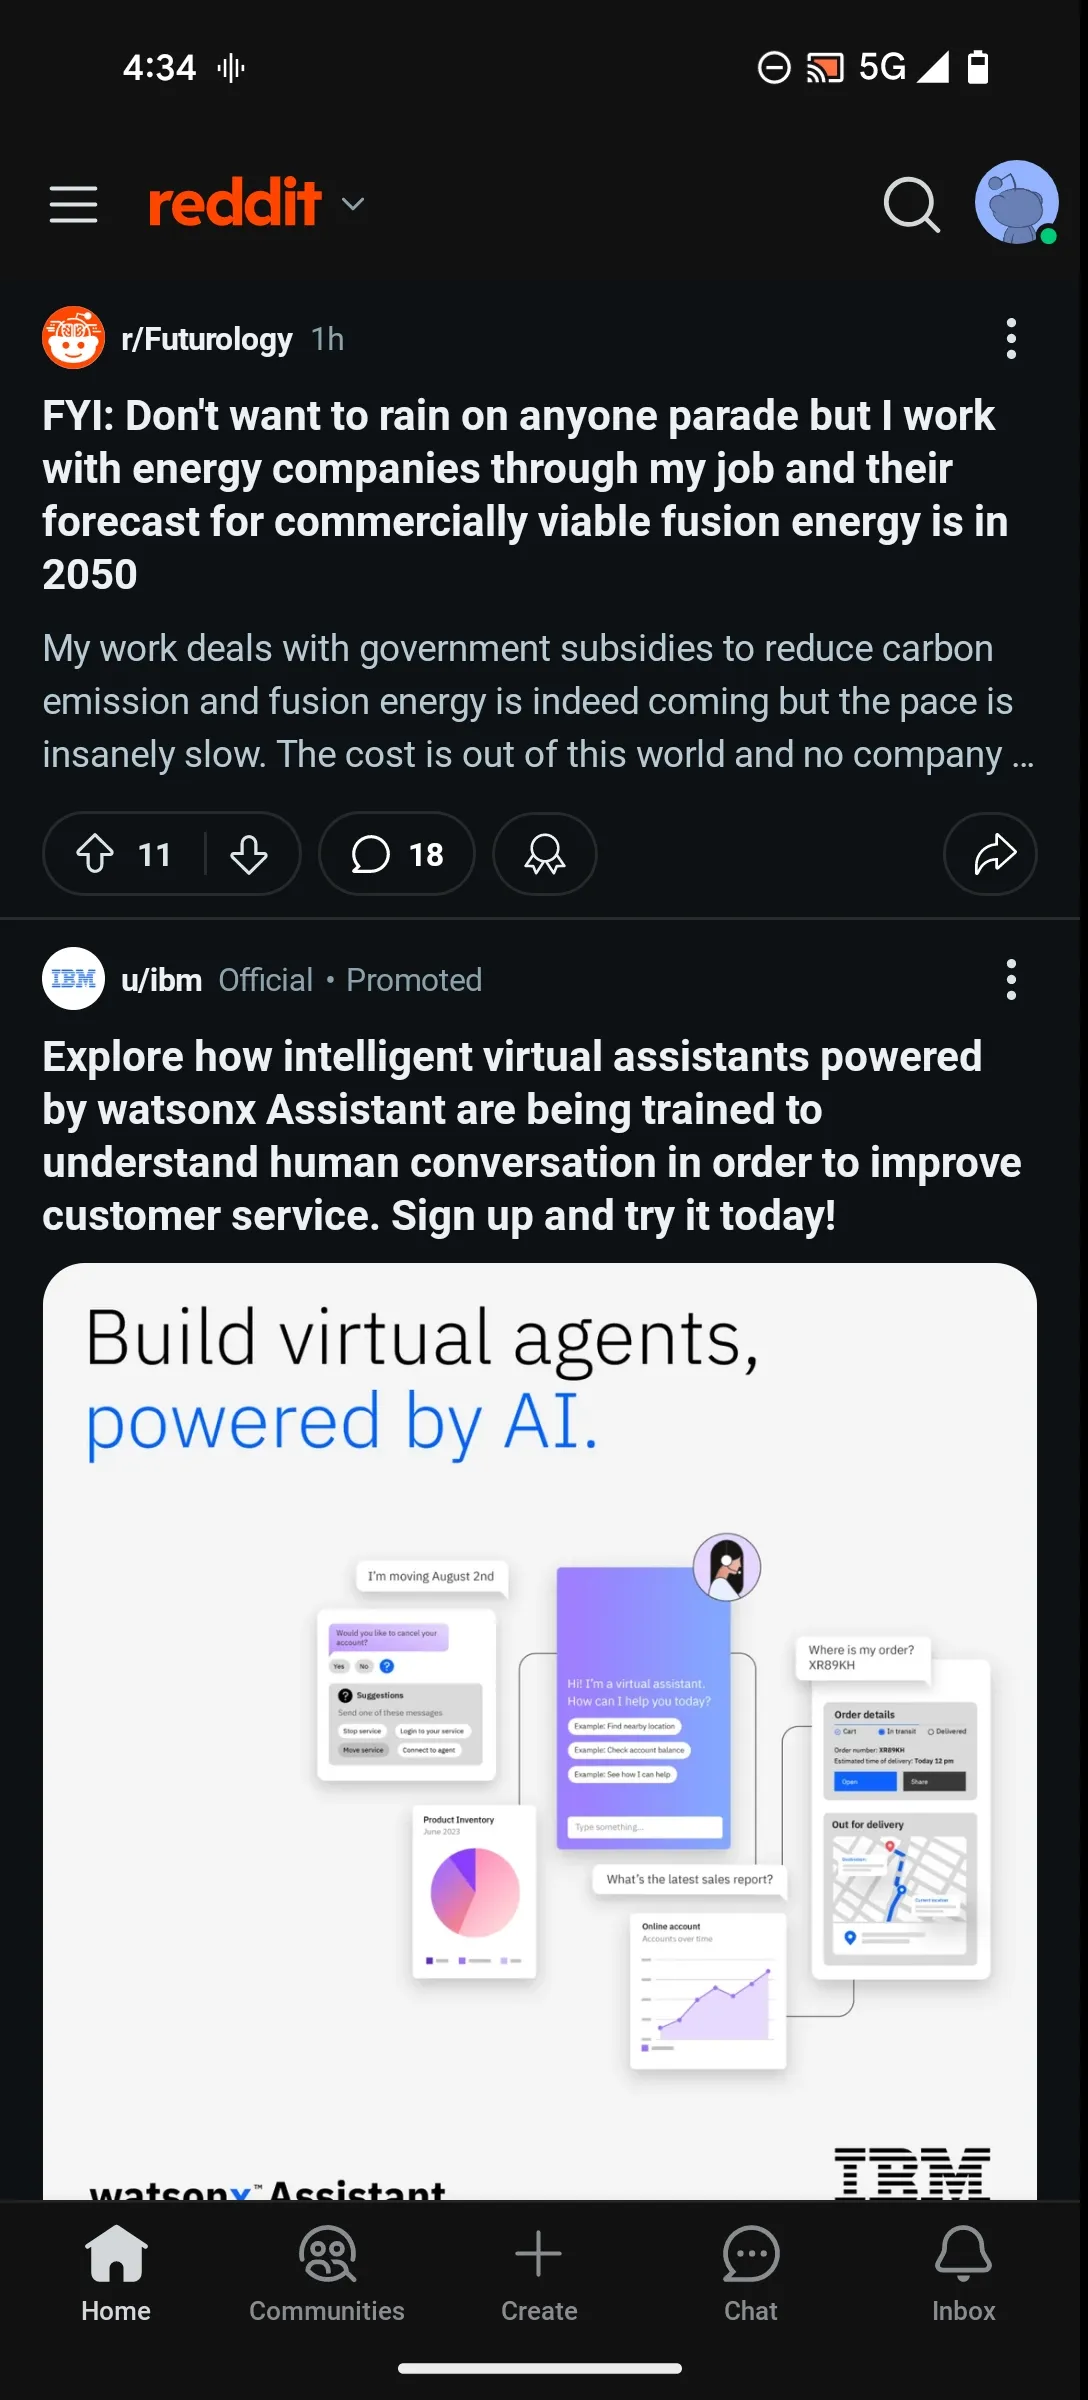 4:34
5G
reddit
r/Futurology 1h
FYI: Don't want to rain on anyone parade but I work
with energy companies through my job and their
forecast for commercially viable fusion energy is in
2050
My work deals with government subsidies to reduce carbon
emission and fusion energy is indeed coming but the pace is
insanely slow. The cost is out of this world and no company ...
11
18
IBM
u/ibm Official • Promoted
Explore how intelligent virtual assistants powered
by watsonx Assistant are being trained to
understand human conversation in order to improve
customer service. Sign up and try it today!
Build virtual agents,
powered by AI.
I'm moving August 2nd
Would you like to cancel your
account?
Yes
No
?
? Suggestions
Send one of these messages
Stop service
Login to your service
Move service
Connect to agent
Hi! I'm a virtual assistant.
How can I help you today?
Example: Find nearby location
Example: Check account balance
Example: See how I can help
Type something...
Where is my order?
XR89KH
Order details
Cart
In transit
Delivered
Order number: XR89KH
Estimated time of delivery: Today 12 pm
Open
Share
Out for delivery
Current location
Product Inventory
June 2023
What's the latest sales report?
Online account
Accounts over time
watsonx™ Assistant
IBM
Home
Communities
Create
Chat
Inbox